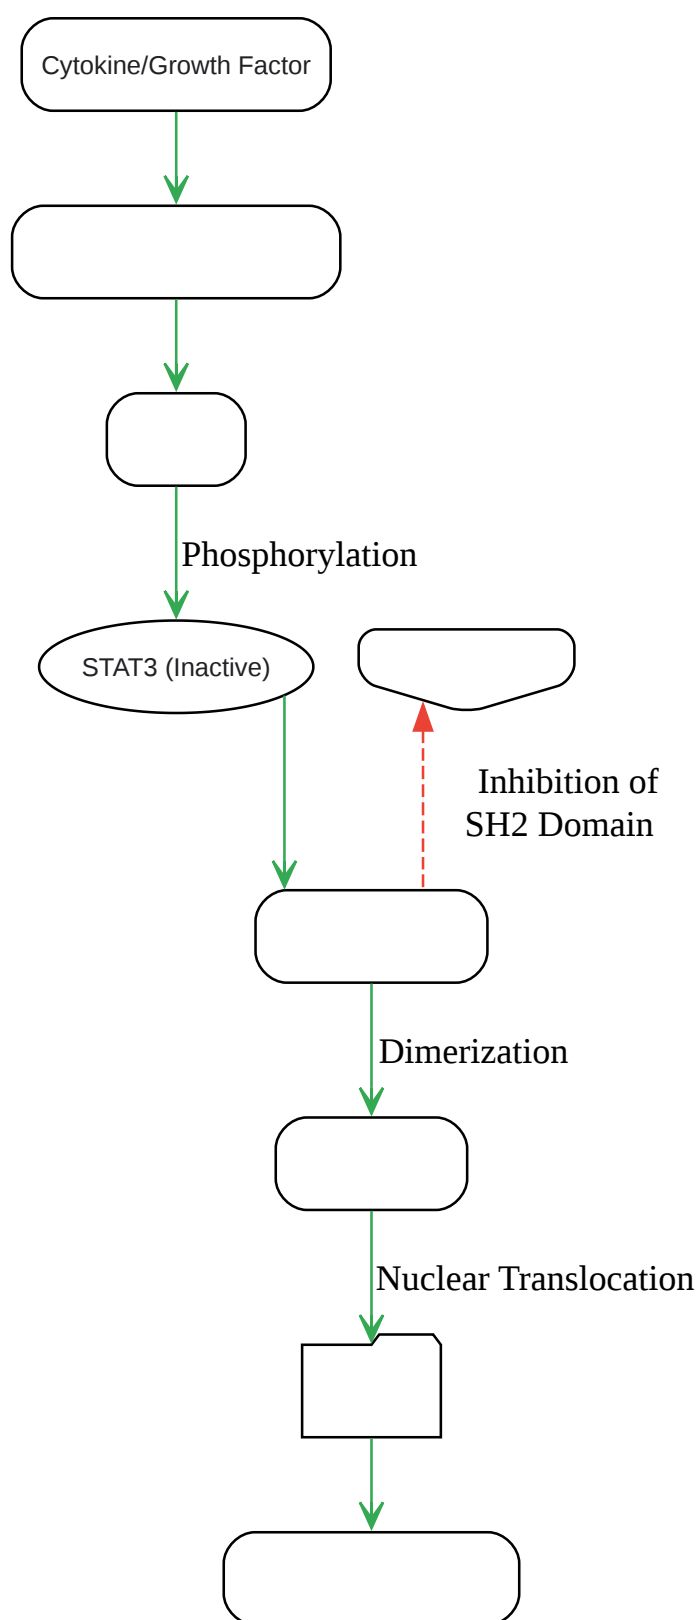 Cytokine/Growth Factor
Phosphorylation
STAT3 (Inactive)
Inhibition of
SH2 Domain
Dimerization
Nuclear Translocation